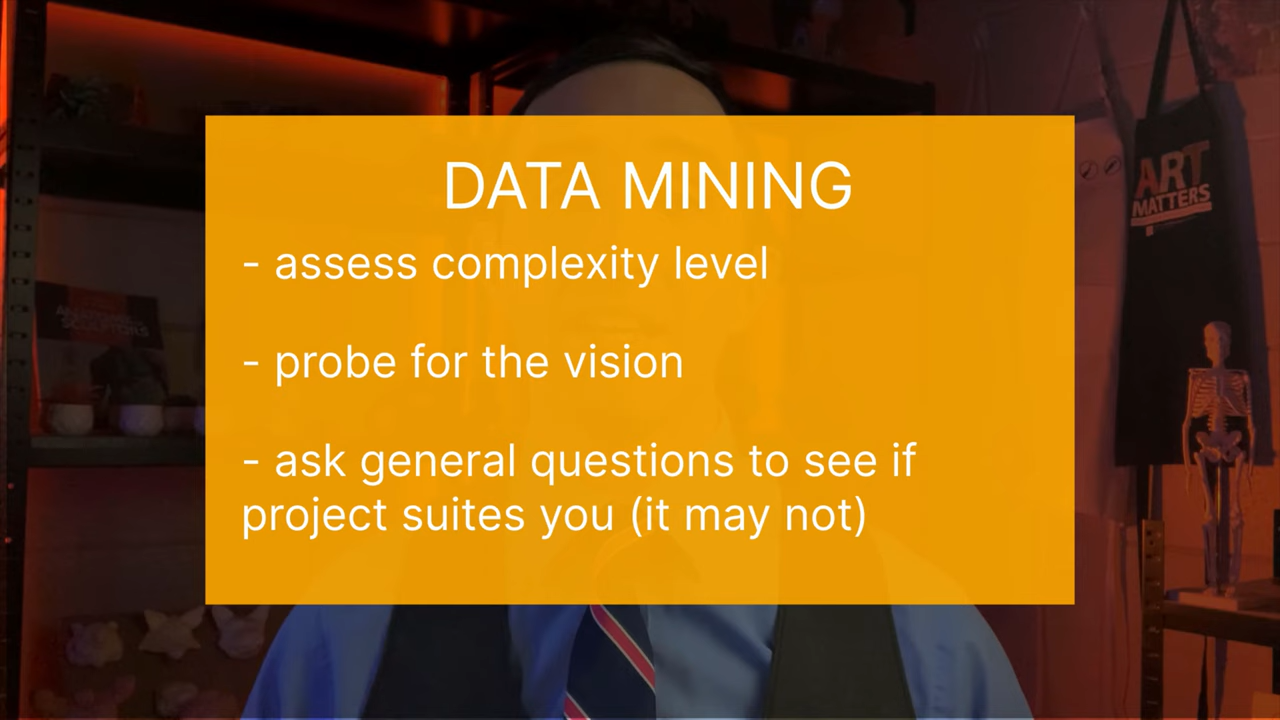 DATA MINING
- assess complexity level
- probe for the vision
- ask general questions to see if
project suites you (it may not)
ART
MATTERS